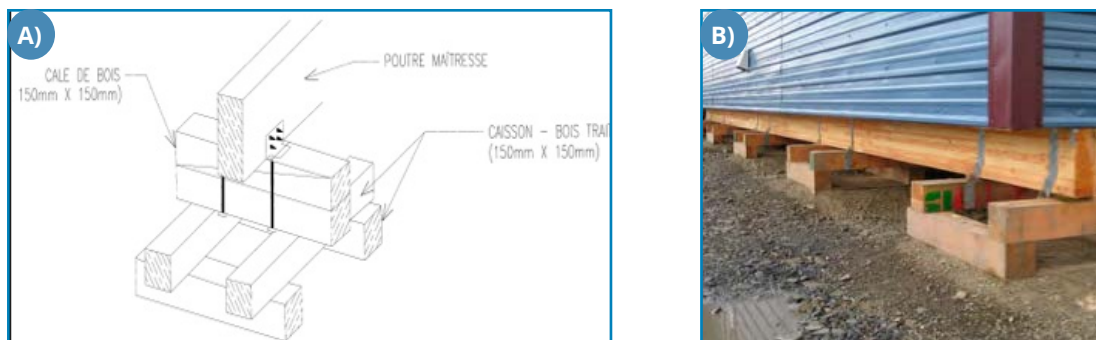 A)
CALE DE BOIS
150mm X 150mm)
POUTRE MAÎTRESSE
CAISSON – BOIS TRAI
(150mm X 150mm)
B)